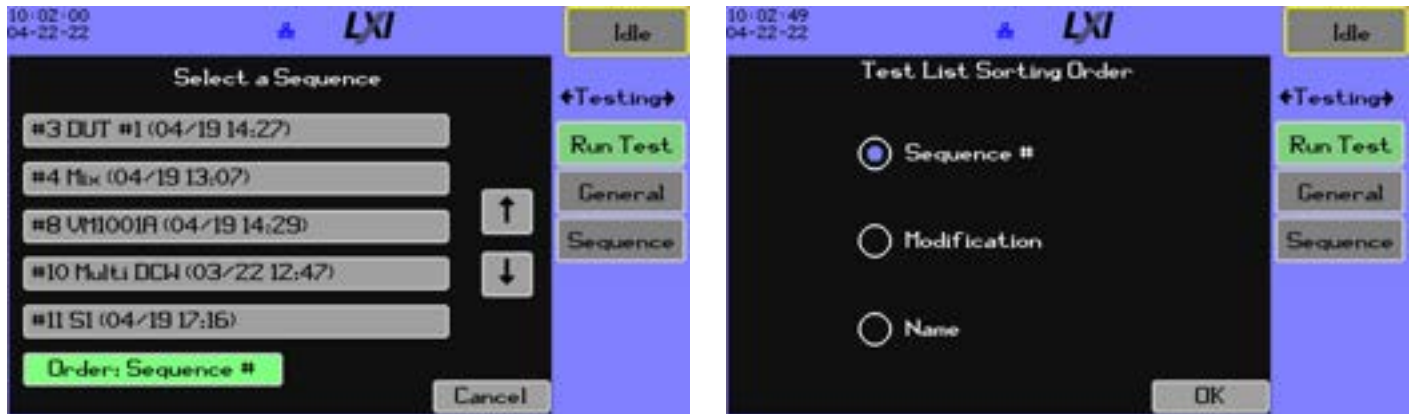 10:02:00
04-22-22
LXI
Idle
Select a Sequence
←Testing→
#3 DUT #1 (04/19 14:27)
Run Test
#4 Mix (04/19 13:07)
General
#8 VM1001A (04/19 14:29)
Sequence
#10 Multi DCW (03/22 12:47)
#11 S1 (04/19 17:16)
Order: Sequence #
Cancel
10:02:49
04-22-22
LXI
Idle
Test List Sorting Order
←Testing→
Sequence #
Run Test
General
Modification
Sequence
Name
OK